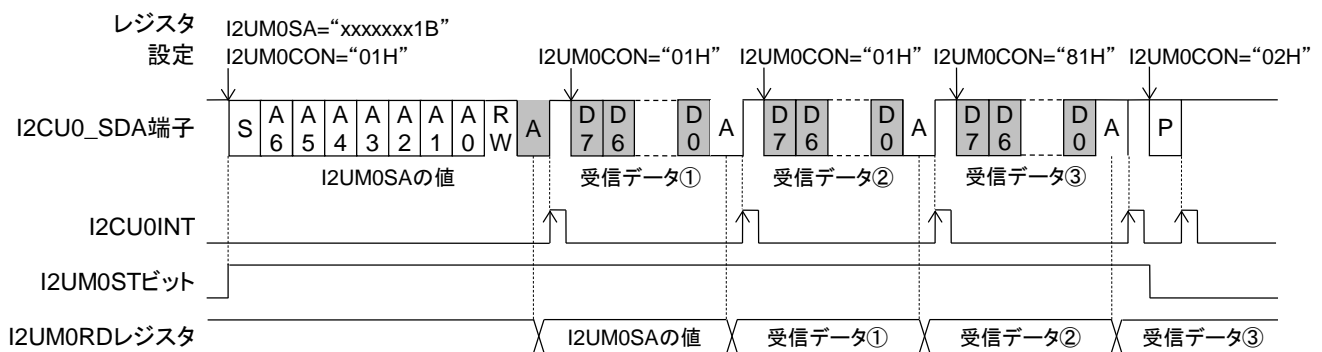 レジスタ I2UM0SA=“xxxxxxx1B”
設定 I2UM0CON=“01H” I2UM0CON=“01H” I2UM0CON=“01H” I2UM0CON=“81H” I2UM0CON=“02H”
I2CU0_SDA端子 S A6 A5 A4 A3 A2 A1 A0 RW A D7 D6 D0 A D7 D6 D0 A D7 D6 D0 A P
I2UM0SAの値 受信データ① 受信データ② 受信データ③
I2CU0INT
I2UM0STビット
I2UM0RDレジスタ I2UM0SAの値 受信データ① 受信データ② 受信データ③